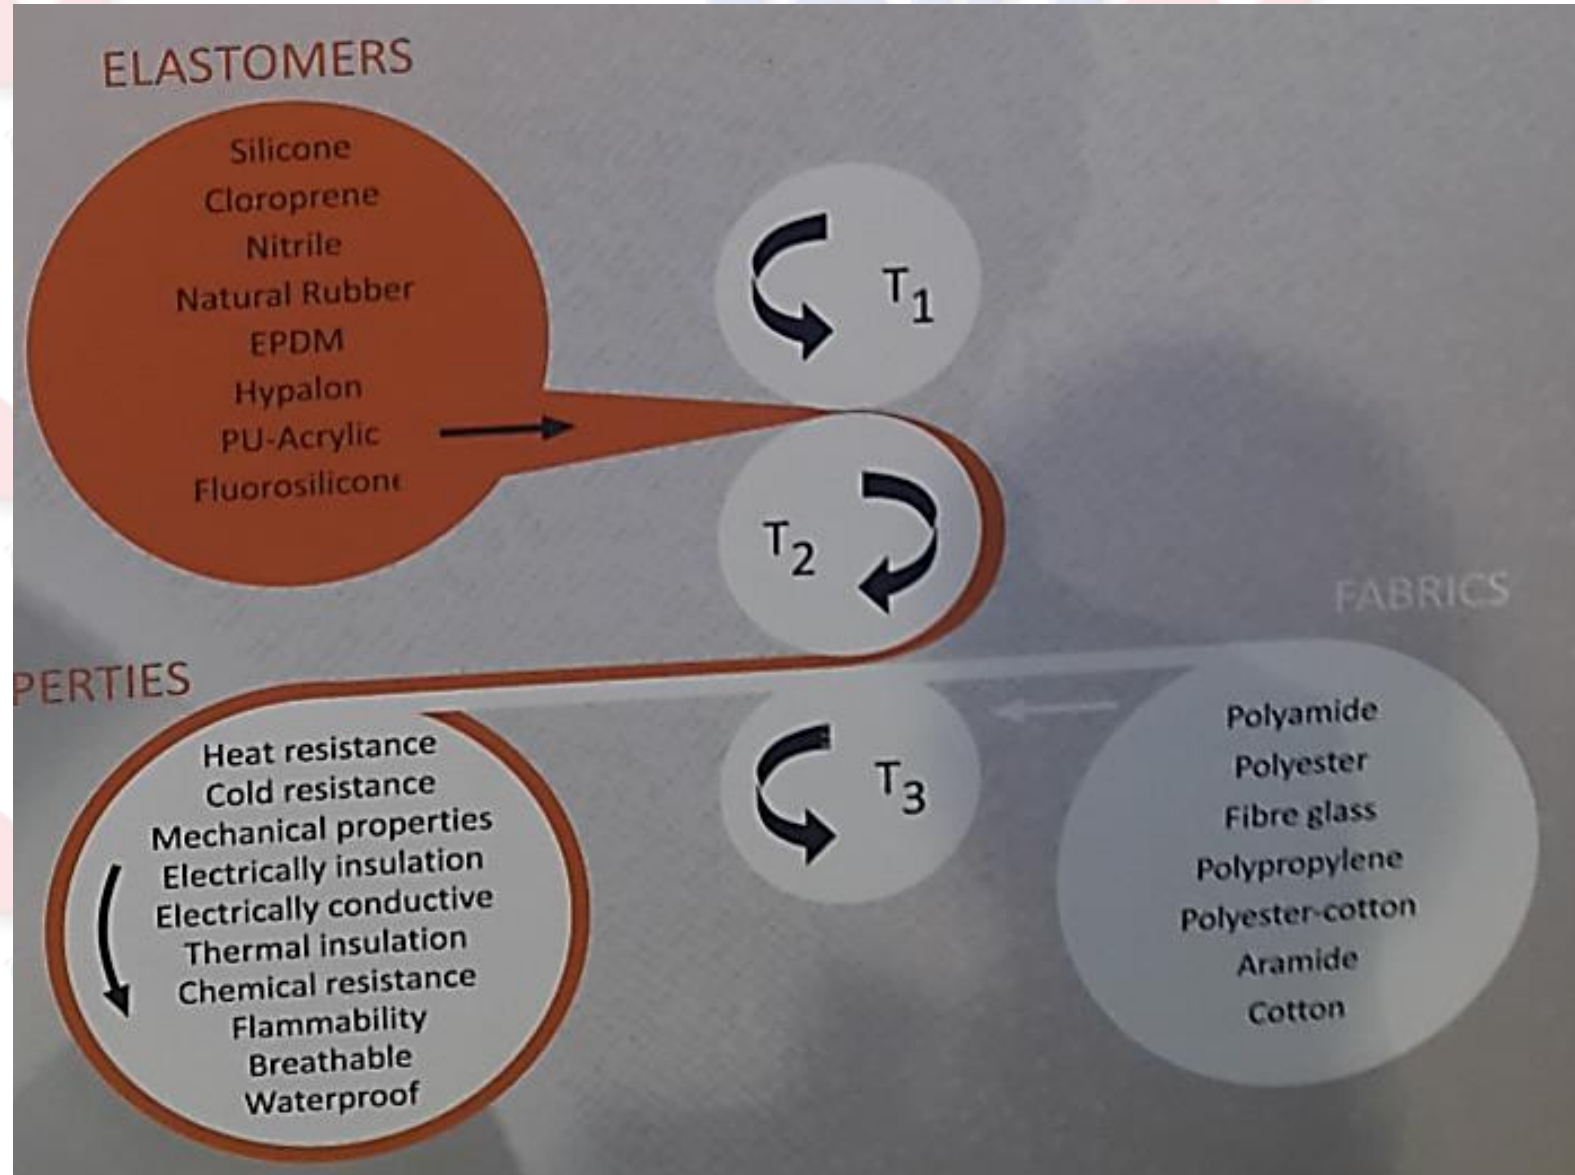 ELASTOMERS
Silicone
Cloroprene
Nitrile
Natural Rubber
EPDM
Hypalon
PU-Acrylic
Fluorosilicone
T1
T2
T3
PERTIES
Heat resistance
Cold resistance
Mechanical properties
Electrically insulation
Electrically conductive
Thermal insulation
Chemical resistance
Flammability
Breathable
Waterproof
FABRICS
Polyamide
Polyester
Fibre glass
Polypropylene
Polyester-cotton
Aramide
Cotton